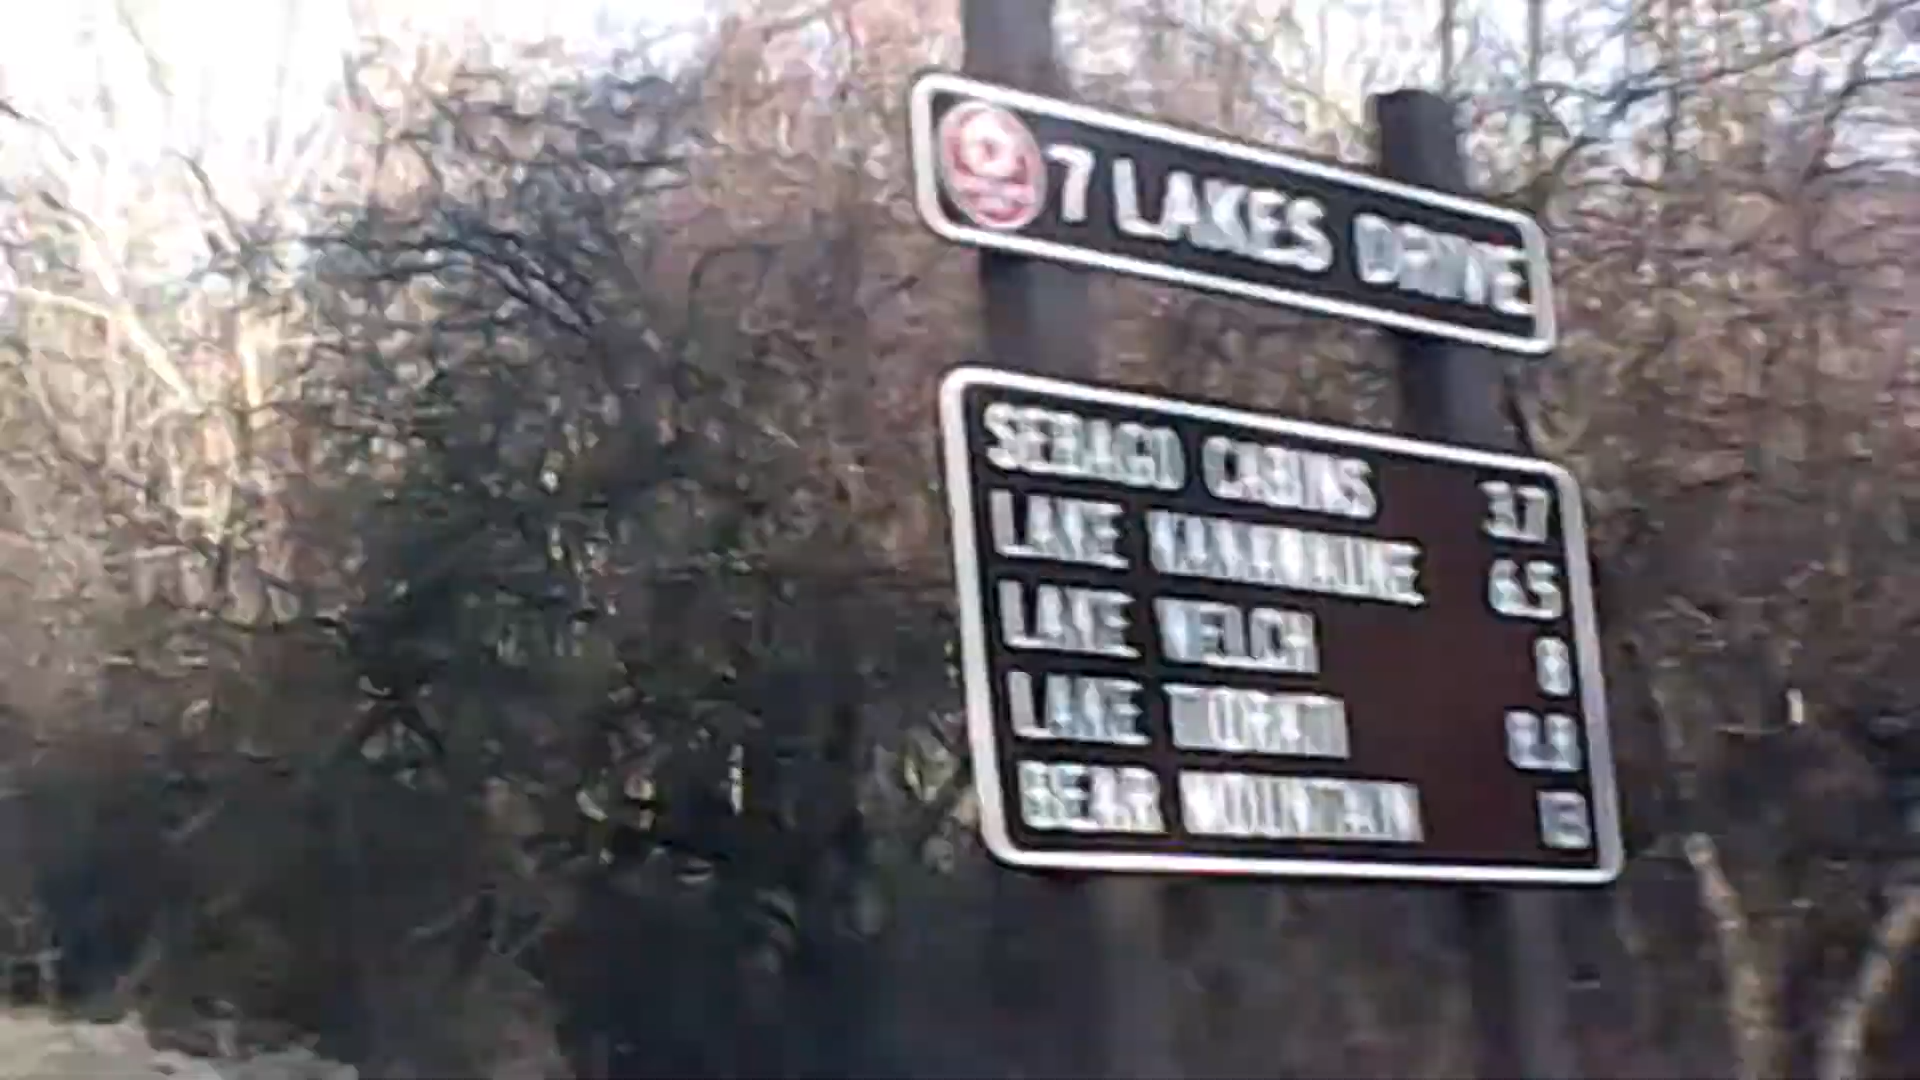 7 LAKES DRIVE
SEBAGO CABINS 3.7
LAKE 6.5
LAKE WELCH 8
LAKE
BEAR MOUNTAIN